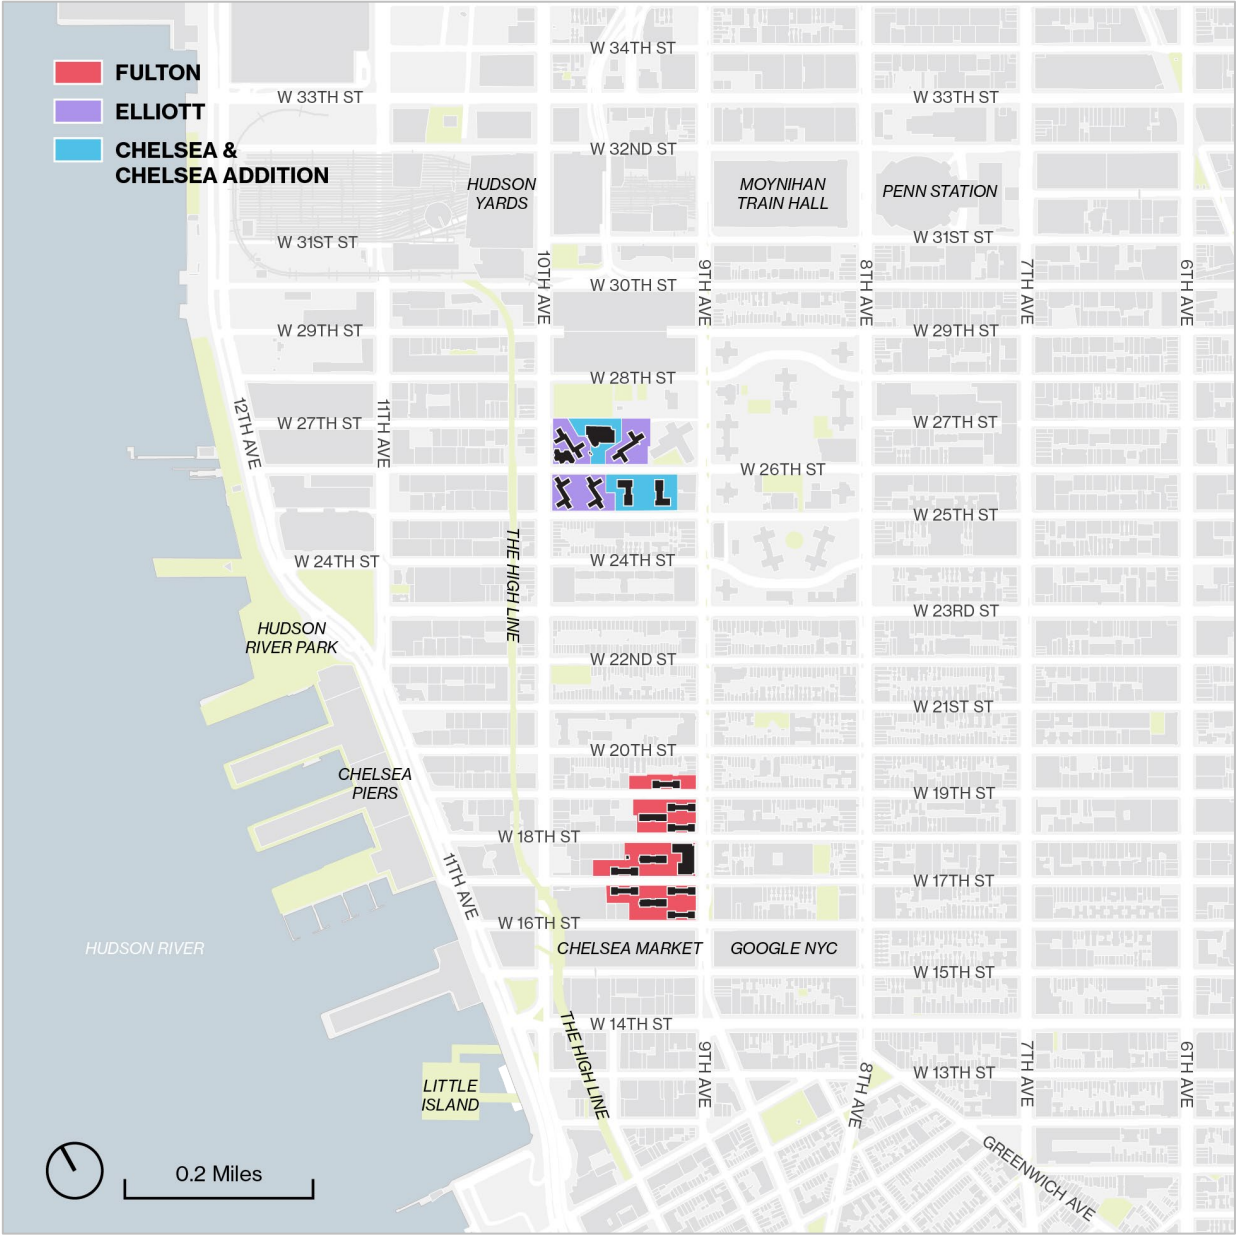 FULTON
ELLIOTT
CHELSEA &
CHELSEA ADDITION
W 34TH ST
W 33TH ST
W 33TH ST
W 32ND ST
HUDSON
YARDS
MOYNIHAN
TRAIN HALL
PENN STATION
W 31ST ST
W 31ST ST
10TH AVE
9TH AVE
8TH AVE
7TH AVE
6TH AVE
W 30TH ST
W 29TH ST
W 29TH ST
W 28TH ST
12TH AVE
11TH AVE
W 27TH ST
W 27TH ST
W 26TH ST
W 25TH ST
THE HIGH LINE
W 24TH ST
W 24TH ST
W 23RD ST
HUDSON
RIVER PARK
W 22ND ST
W 21ST ST
W 20TH ST
CHELSEA
PIERS
W 19TH ST
W 18TH ST
11TH AVE
W 17TH ST
W 16TH ST
HUDSON RIVER
CHELSEA MARKET
GOOGLE NYC
W 15TH ST
THE HIGH LINE
W 14TH ST
9TH AVE
8TH AVE
7TH AVE
6TH AVE
W 13TH ST
LITTLE
ISLAND
GREENWICH AVE
0.2 Miles